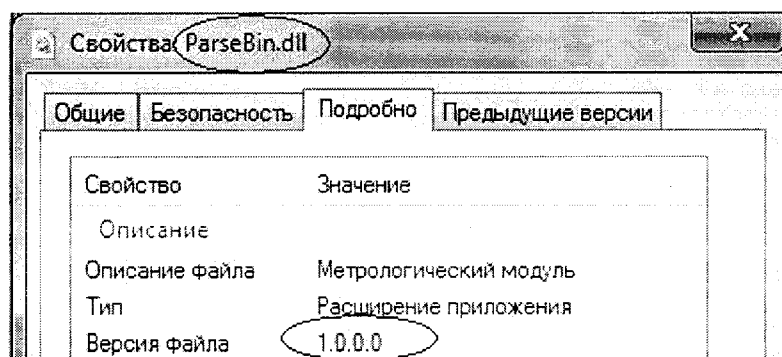 Свойства: ParseBin.dll
Общие Безопасность Подробно Предыдущие версии
Свойство Значение
Описание
Описание файла Метрологический модуль
Тип Расширение приложения
Версия файла 1.0.0.0